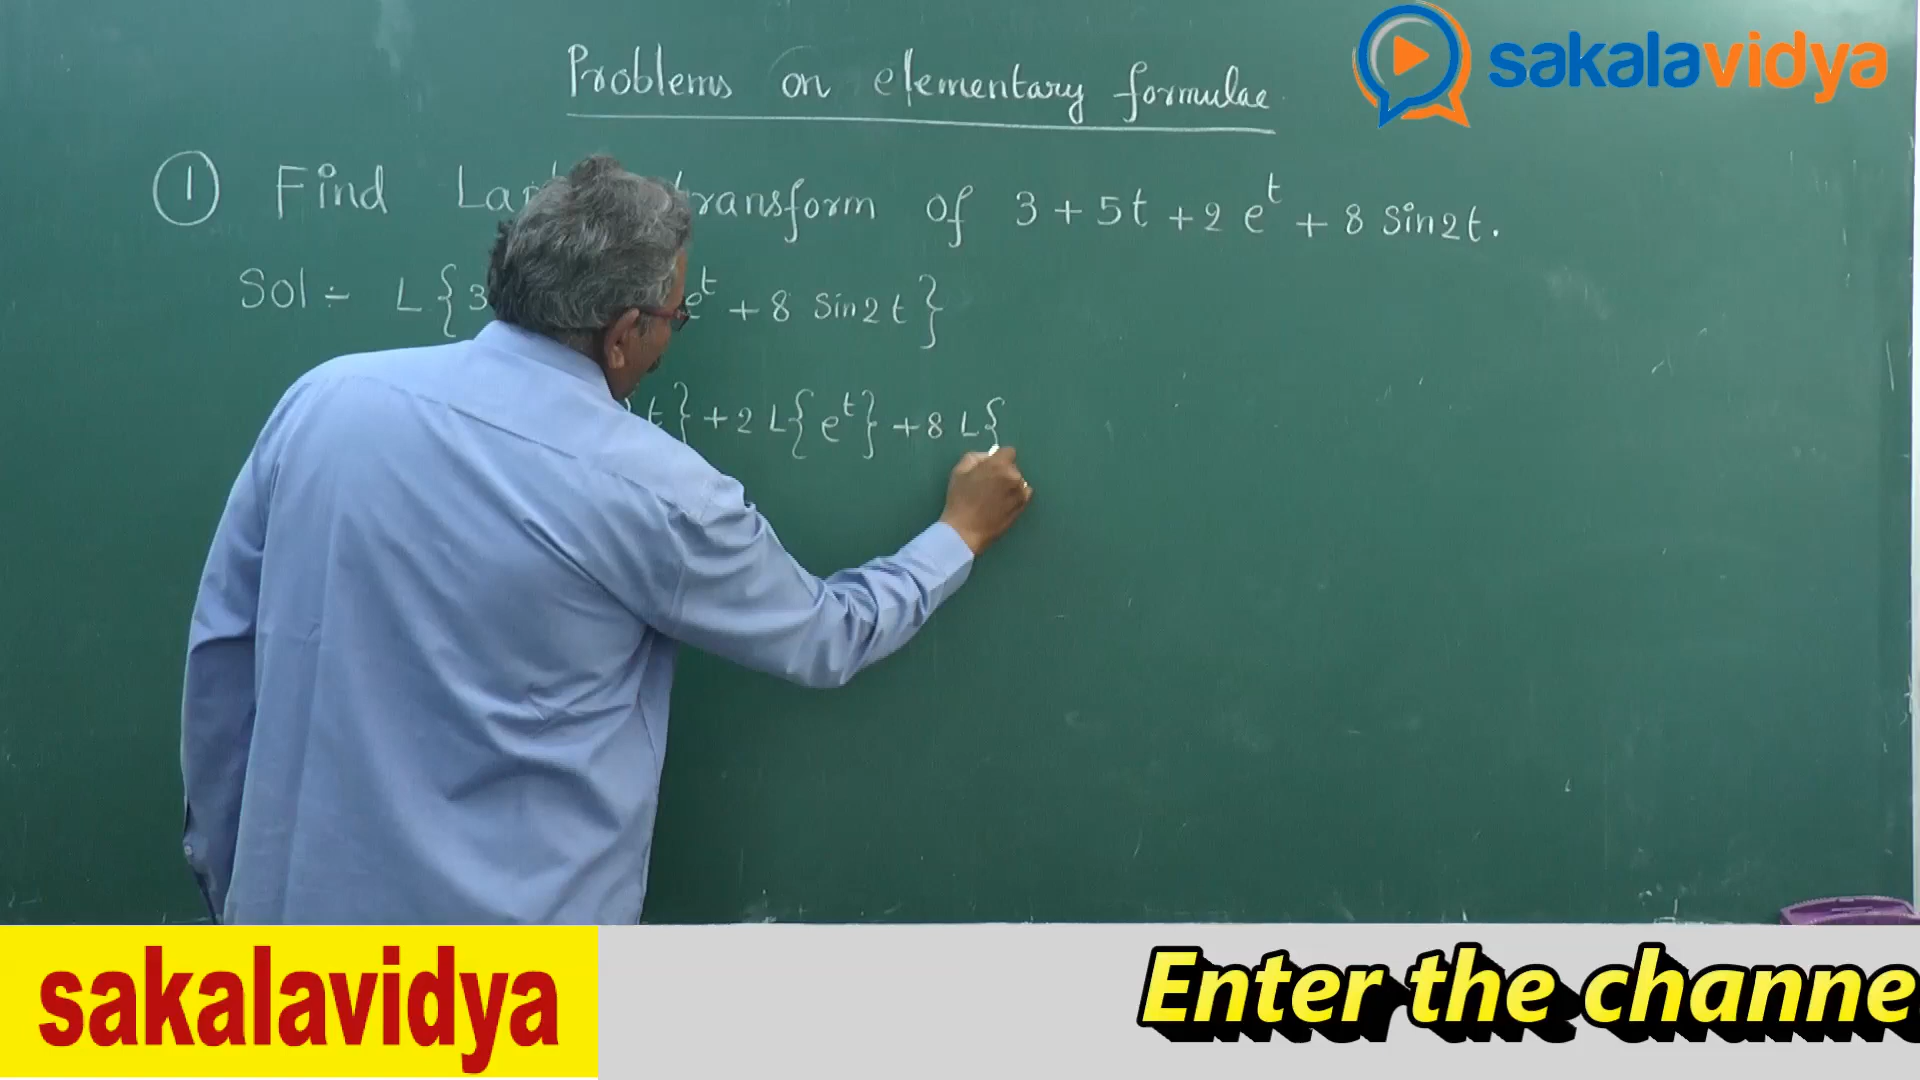 Problems on elementary formulae
sakalavidya
① Find transform of 3 + 5t + 2 e^t + 8 Sin2t.
Sol ÷ L{3 e^t + 8 Sin2t}
t} + 2 L{e^t} + 8 L{
sakalavidya
Enter the channe